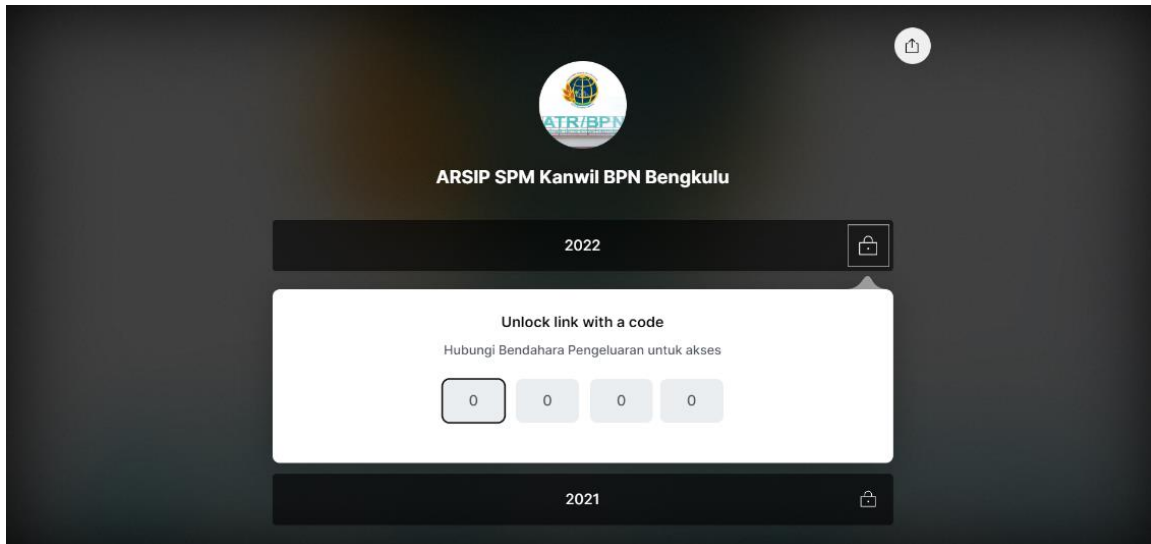 ATR/BPN
ARSIP SPM Kanwil BPN Bengkulu
2022
Unlock link with a code
Hubungi Bendahara Pengeluaran untuk akses
0 0 0 0
2021